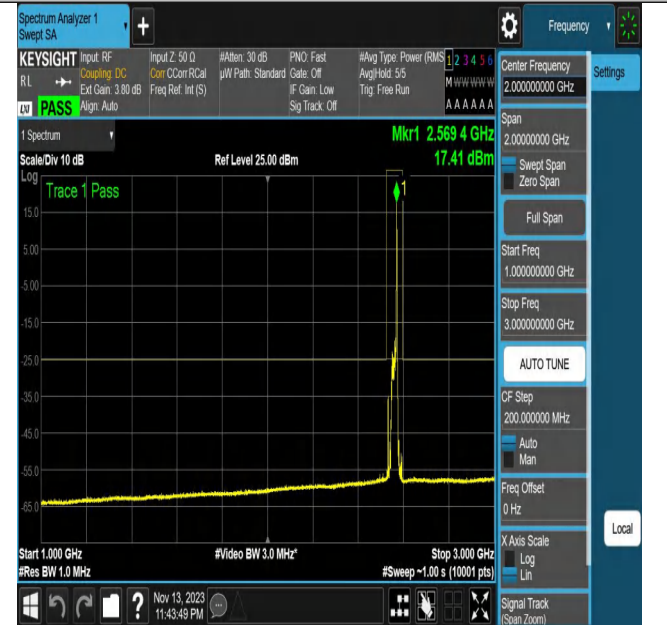 Spectrum Analyzer 1
Swept SA
Frequency
KEYSIGHT
RL
PASS
Input: RF
Coupling: DC
Ext Gain: 3.80 dB
Align: Auto
Input Z: 50 Ω
Corr CCorr RCal
Freq Ref: Int (S)
#Atten: 30 dB
µW Path: Standard
PNO: Fast
Gate: Off
IF Gain: Low
Sig Track: Off
#Avg Type: Power (RMS
Avg|Hold: 5/5
Trig: Free Run
1 2 3 4 5 6
M W W W W W
A A A A A A
1 Spectrum
Scale/Div 10 dB
Ref Level 25.00 dBm
Mkr1 2.569 4 GHz
17.41 dBm
Log
Trace 1 Pass
1
15.0
5.00
-5.00
-15.0
-25.0
-35.0
-45.0
-55.0
-65.0
Start 1.000 GHz
#Res BW 1.0 MHz
#Video BW 3.0 MHz*
Stop 3.000 GHz
#Sweep ~1.00 s (10001 pts)
Center Frequency
2.000000000 GHz
Settings
Span
2.00000000 GHz
Swept Span
Zero Span
Full Span
Start Freq
1.000000000 GHz
Stop Freq
3.000000000 GHz
AUTO TUNE
CF Step
200.000000 MHz
Auto
Man
Freq Offset
0 Hz
X Axis Scale
Log
Lin
Local
Signal Track
(Span Zoom)
Nov 13, 2023
11:43:49 PM